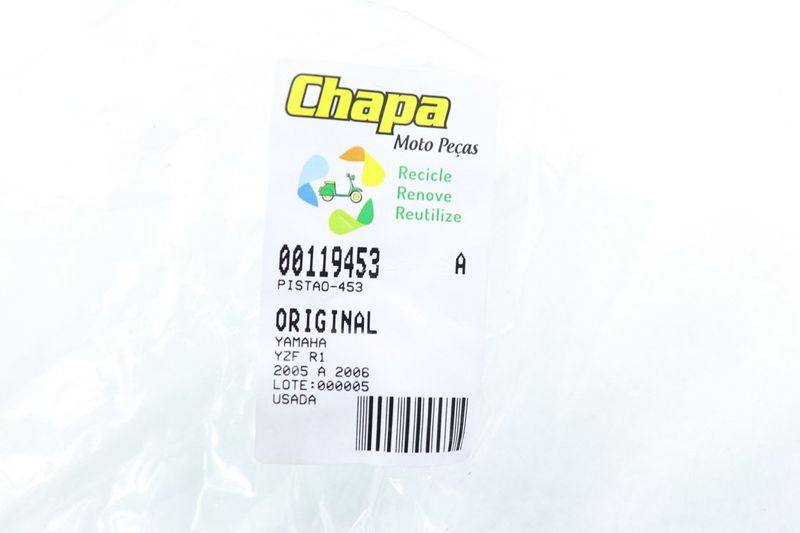 Chapa
Moto Peças
Recicle
Renove
Reutilize
00119453 A
PISTAO-453
ORIGINAL
YAMAHA
YZF R1
2005 A 2006
LOTE:000005
USADA